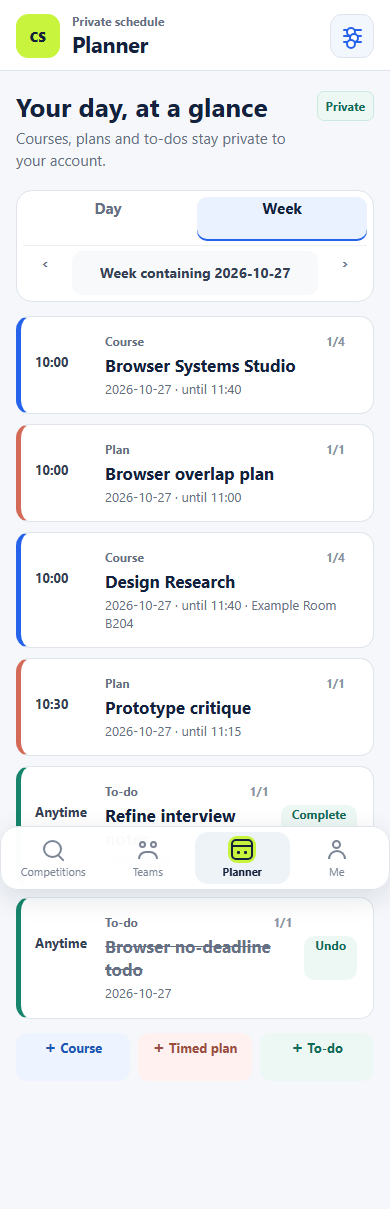 CS
Private schedule
Planner
Your day, at a glance
Private
Courses, plans and to-dos stay private to
your account.
Day
Week
‹
Week containing 2026-10-27
›
Course
1/4
10:00
Browser Systems Studio
2026-10-27 · until 11:40
Plan
1/1
10:00
Browser overlap plan
2026-10-27 · until 11:00
Course
1/4
10:00
Design Research
2026-10-27 · until 11:40 · Example Room
B204
Plan
1/1
10:30
Prototype critique
2026-10-27 · until 11:15
To-do
1/1
Anytime
Refine interview
Complete
notes
Competitions
Teams
Planner
Me
To-do
1/1
Anytime
Browser no-deadline
todo
Undo
2026-10-27
+ Course
+ Timed plan
+ To-do